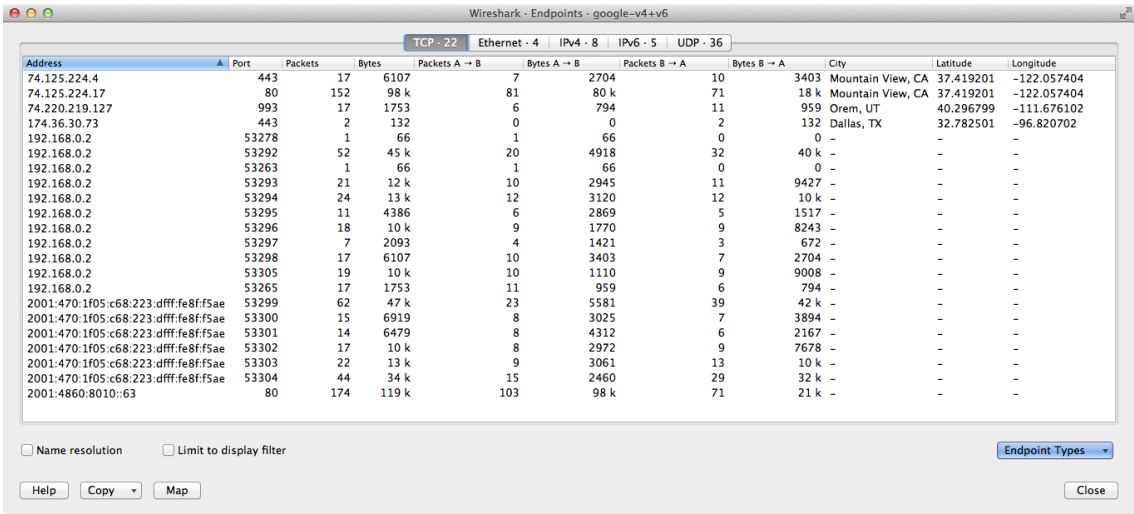 Wireshark · Endpoints · google-v4+v6
TCP · 22 Ethernet · 4 IPv4 · 8 IPv6 · 5 UDP · 36
Address Port Packets Bytes Packets A → B Bytes A → B Packets B → A Bytes B → A City Latitude Longitude
74.125.224.4 443 17 6107 7 2704 10 3403 Mountain View, CA 37.419201 -122.057404
74.125.224.17 80 152 98 k 81 80 k 71 18 k Mountain View, CA 37.419201 -122.057404
74.220.219.127 993 17 1753 6 794 11 959 Orem, UT 40.296799 -111.676102
174.36.30.73 443 2 132 0 0 2 132 Dallas, TX 32.782501 -96.820702
192.168.0.2 53278 1 66 1 66 0 0 - - -
192.168.0.2 53292 52 45 k 20 4918 32 40 k - - -
192.168.0.2 53263 1 66 1 66 0 0 - - -
192.168.0.2 53293 21 12 k 10 2945 11 9427 - - -
192.168.0.2 53294 24 13 k 12 3120 12 10 k - - -
192.168.0.2 53295 11 4386 6 2869 5 1517 - - -
192.168.0.2 53296 18 10 k 9 1770 9 8243 - - -
192.168.0.2 53297 7 2093 4 1421 3 672 - - -
192.168.0.2 53298 17 6107 10 3403 7 2704 - - -
192.168.0.2 53305 19 10 k 10 1110 9 9008 - - -
192.168.0.2 53265 17 1753 11 959 6 794 - - -
2001:470:1f05:c68:223:dfff:fe8f:f5ae 53299 62 47 k 23 5581 39 42 k - - -
2001:470:1f05:c68:223:dfff:fe8f:f5ae 53300 15 6919 8 3025 7 3894 - - -
2001:470:1f05:c68:223:dfff:fe8f:f5ae 53301 14 6479 8 4312 6 2167 - - -
2001:470:1f05:c68:223:dfff:fe8f:f5ae 53302 17 10 k 8 2972 9 7678 - - -
2001:470:1f05:c68:223:dfff:fe8f:f5ae 53303 22 13 k 9 3061 13 10 k - - -
2001:470:1f05:c68:223:dfff:fe8f:f5ae 53304 44 34 k 15 2460 29 32 k - - -
2001:4860:8010::63 80 174 119 k 103 98 k 71 21 k - - -
Name resolution Limit to display filter Endpoint Types
Help Copy Map Close